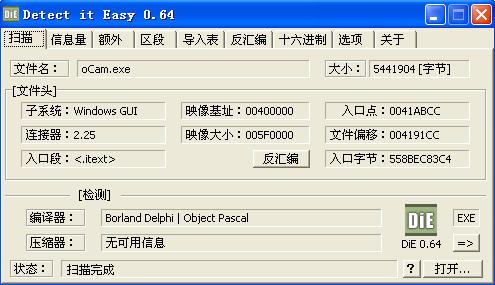 DiE Detect it Easy 0.64
扫描 信息量 额外 区段 导入表 反汇编 十六进制 选项 关于
文件名： oCam.exe 大小： 5441904 [字节]
[文件头]
子系统：Windows GUI 映像基址：00400000 入口点：0041ABCC
连接器：2.25 映像大小：005F0000 文件偏移：004191CC
入口段：<.itext> 反汇编 入口字节：558BEC83C4
[检测]
编译器： Borland Delphi | Object Pascal DiE EXE
压缩器： 无可用信息 DiE 0.64 =>
状态： 扫描完成 ? 打开...